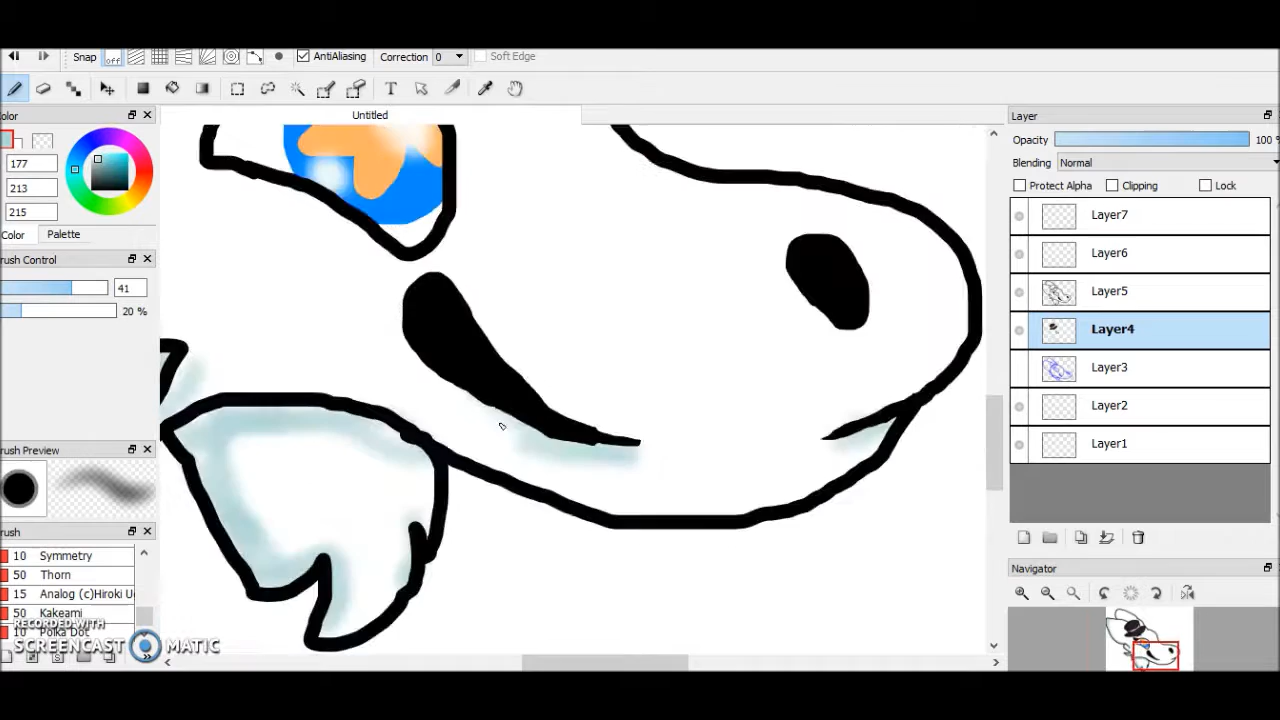 Snap off AntiAliasing Correction 0 Soft Edge
T
olor Untitled Layer
Opacity 100 %
177 Blending Normal
213 Protect Alpha Clipping Lock
215 Layer7
Color Palette Layer6
rush Control
41 Layer5
20 % Layer4
Layer3
Layer2
rush Preview Layer1
rush
10 Symmetry
50 Thorn Navigator
15 Analog (c)Hiroki U
50 Kakeami
10 Polka Dot
RECORDED WITH
SCREENCAST MATIC